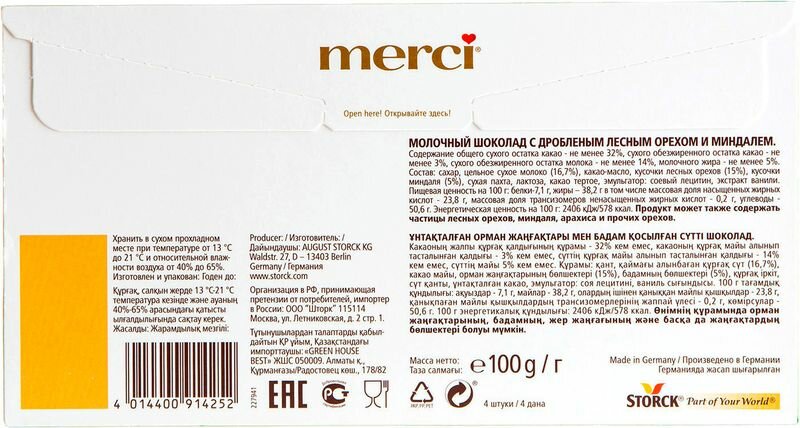 merci®
Open here! Открывайте здесь!
МОЛОЧНЫЙ ШОКОЛАД С ДРОБЛЕНЫМ ЛЕСНЫМ ОРЕХОМ И МИНДАЛЕМ.
Содержание общего сухого остатка какао - не менее 32%, сухого обезжиренного остатка какао - не
менее 3%, сухого обезжиренного остатка молока - не менее 14%, молочного жира - не менее 5%.
Состав: сахар, цельное сухое молоко (16,7%), какао-масло, кусочки лесных орехов (15%), кусочки
миндаля (5%), сухая пахта, лактоза, какао тертое, эмульгатор: соевый лецитин, экстракт ванили.
Пищевая ценность на 100 г: белки-7,1 г, жиры – 38,2 г в том числе массовая доля насыщенных жирных
кислот - 23,8 г, массовая доля трансизомеров ненасыщенных жирных кислот - 0,2 г, углеводы -
50,6 г. Энергетическая ценность на 100 г: 2406 кДж/578 ккал. Продукт может также содержать
частицы лесных орехов, миндаля, арахиса и прочих орехов.
ҰНТАҚТАЛҒАН ОРМАН ЖАҢҒАҚТАРЫ МЕН БАДАМ ҚОСЫЛҒАН СҮТТІ ШОКОЛАД.
Какаоның жалпы құрғақ қалдығының құрамы - 32% кем емес, какаоның құрғақ майы алынып
тасталынған қалдығы - 3% кем емес, сүттің құрғақ майы алынып тасталынған қалдығы - 14%
кем емес, сүттің майы 5% кем емес. Құрамы: қант, қаймағы алынбаған құрғақ сүт (16,7%),
какао майы, орман жаңғақтарының бөлшектері (15%), бадамның бөлшектері (5%), құрғақ іркіт,
сүт қанты, ұнтақталған какао, эмульгатор: соя лецитини, ваниль сығындысы. 100 г тағамдық
құндылығы: ақуыздар - 7,1 г, майлар - 38,2 г, олардың ішінен қаныққан майлы қышқылдар - 23,8 г,
қанықпаған майлы қышқылдардың трансизомерлерінің жаппай үлесі - 0,2 г, көмірсулар -
50,6 г. 100 г энергетикалық құндылығы: 2406 кДж/578 ккал. Өнімнің құрамында орман
жаңғақтарының, бадамның, жер жаңғағының және басқа да жаңғақтардың
бөлшектері болуы мүмкін.
Хранить в сухом прохладном
месте при температуре от 13 °C
до 21 °C и относительной влаж-
ности воздуха от 40% до 65%.
Изготовлен и упакован: Годен до:
Құрғақ, салқын жерде 13 °C-21 °C
температура кезінде және ауаның
40%-65% арасындағы қатысты
ылғалдылығында сақтау керек.
Жасалды: Жарамдылық мезгілі:
Producer: / Изготовитель: /
Дайындаушы: AUGUST STORCK KG
Waldstr. 27, D – 13403 Berlin
Germany / Германия
www.storck.com
Организация в РФ, принимающая
претензии от потребителей, импортер
в России: ООО "Шторк" 115114
Москва, ул. Летниковская, д. 2 стр. 1.
Тұтынушылардан талаптарды қабыл-
дайтын ҚР ұйым, Қазақстандағы
импорттаушы: «GREEN HOUSE
BEST» ЖШС 050009. Алматы қ.,
Құрманғазы/Радостовец көш., 178/82
4 014400 914252
227941
EAC
РСТ
PAP, PP, PET
Масса нетто:
Таза салмағы:
℮100g / г
4 штуки / 4 дана
Made in Germany / Произведено в Германии
Германияда жасап шығарылған
STORCK® Part of Your World®